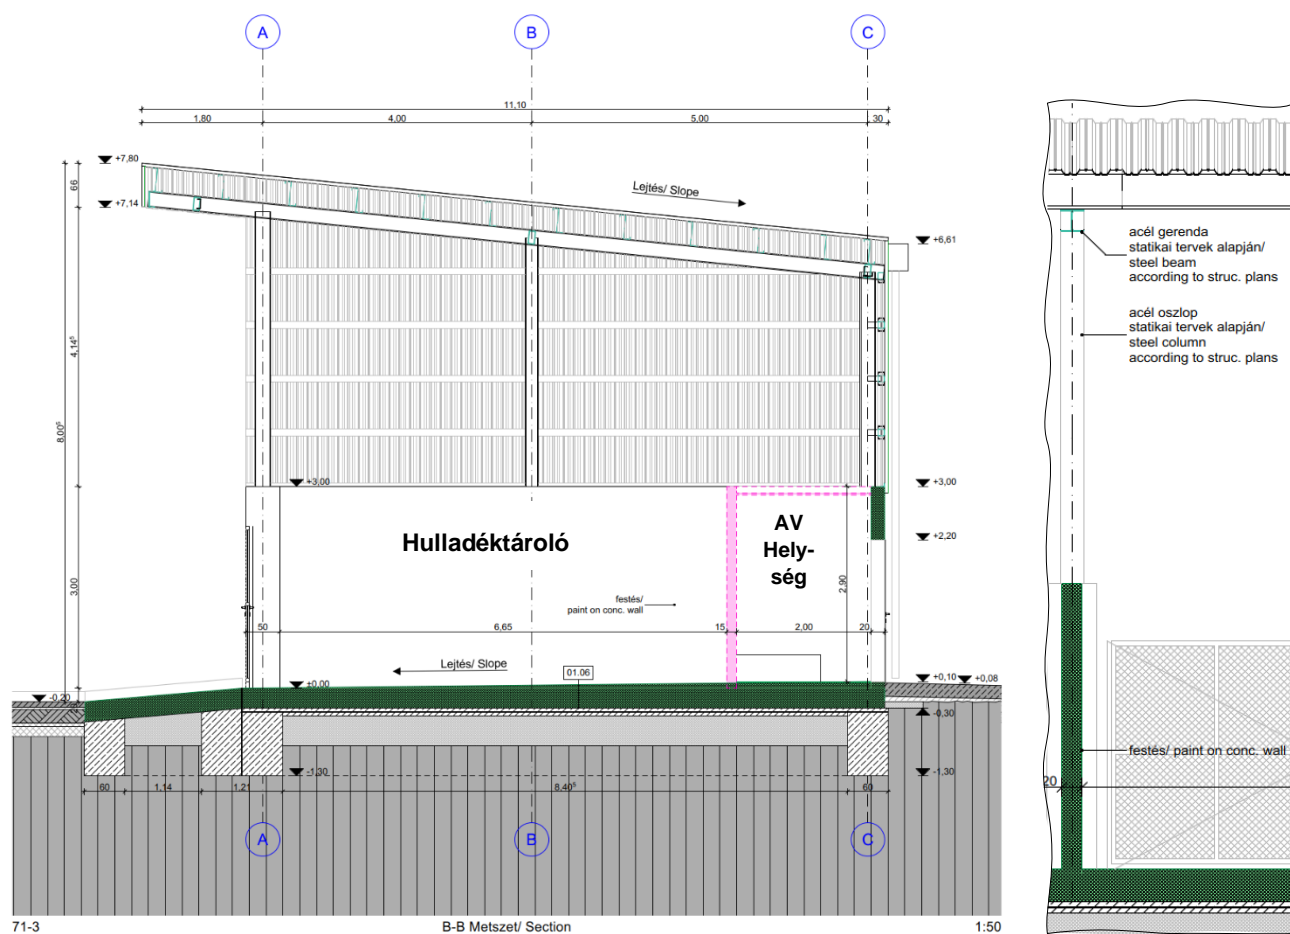 A
B
C
11,10
1,80
4,00
5,00
30
+7,80
66
+7,14
Lejtés/ Slope
+6,61
acél gerenda
statikai tervek alapján/
steel beam
according to struc. plans
acél oszlop
statikai tervek alapján/
steel column
according to struc. plans
4,14⁵
8,00⁵
+3,00
+3,00
Hulladéktároló
AV
Hely-
ség
+2,20
3,00
2,90
festés/
paint on conc. wall
50
6,65
15
2,00
20
Lejtés/ Slope
01.06
±0,00
+0,10
+0,08
-0,20
-0,30
festés/ paint on conc. wall
20
-1,30
-1,30
60
1,14
1,21
8,40⁵
60
A
B
C
71-3
B-B Metszet/ Section
1:50